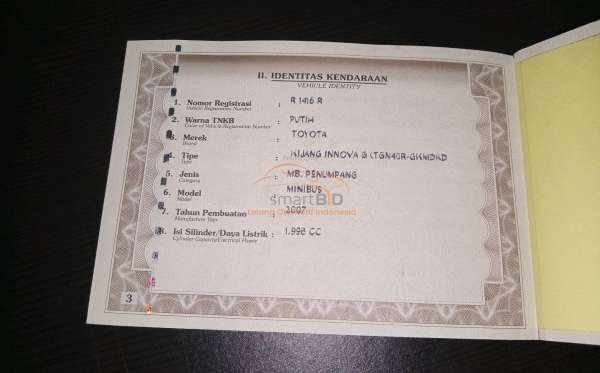 II. IDENTITAS KENDARAAN
VEHICLE IDENTITY
1. Nomor Registrasi : R 1416 R
Vehicle Registration Number
2. Warna TNKB : PUTIH
Color of Vehicle Registration Number
3. Merek : TOYOTA
Brand
4. Tipe : KIJANG INNOVA G (TGN40R-GKMDKD
Type
5. Jenis : MB. PENUMPANG
Category
6. Model : MINIBUS
Model
smartBID
Lelang Otomotif Indonesia
7. Tahun Pembuatan : 2007
Manufacture Year
8. Isi Silinder/Daya Listrik : 1.998 CC
Cylinder Capacity/Electrical Power
3